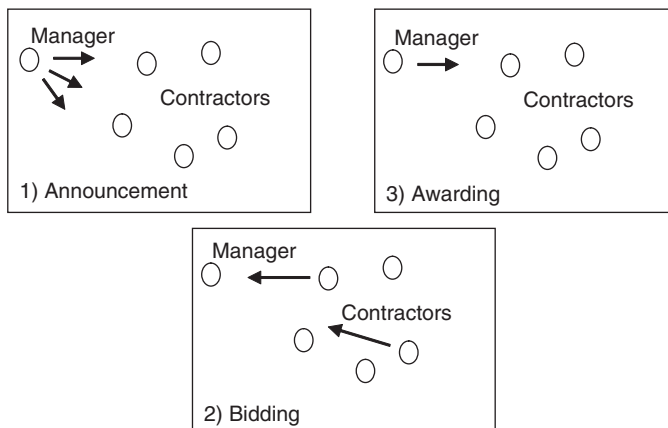 Manager
Contractors
1) Announcement
Manager
Contractors
3) Awarding
Manager
Contractors
2) Bidding